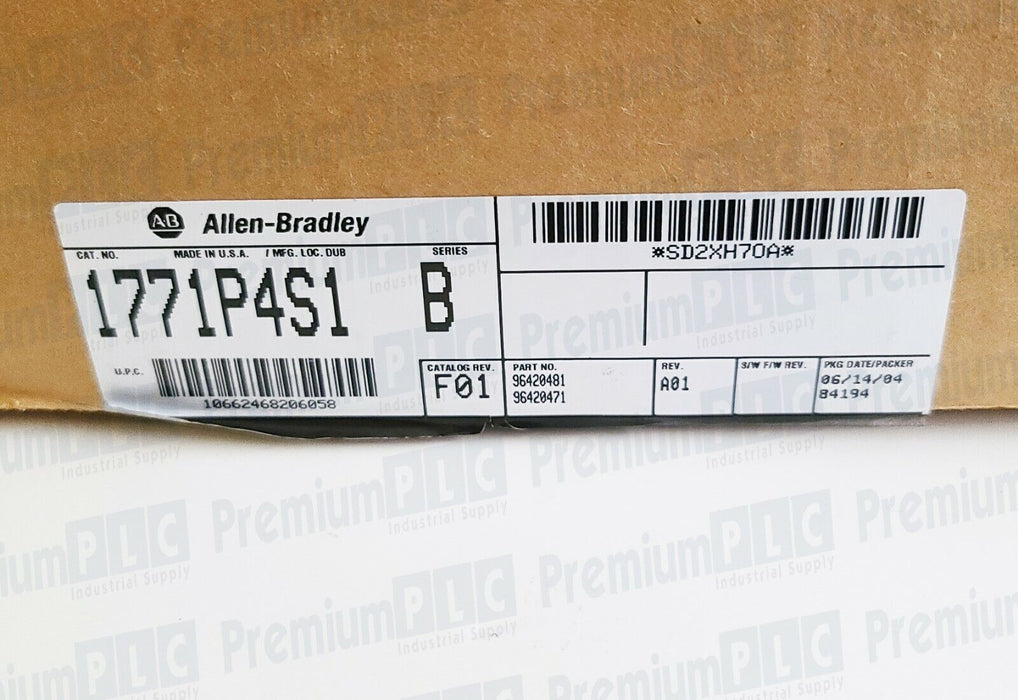 AB Allen-Bradley
CAT. NO. MADE IN U.S.A. / MFG. LOC. DUB SERIES
1771P4S1 B
U.P.C.
10662468206058
*SD2XH70A*
CATALOG REV.
F01
PART NO.
96420481
96420471
REV.
A01
S/W F/W REV.
PKG DATE/PACKER
06/14/04
84194
PremiumPLC
Industrial Supply